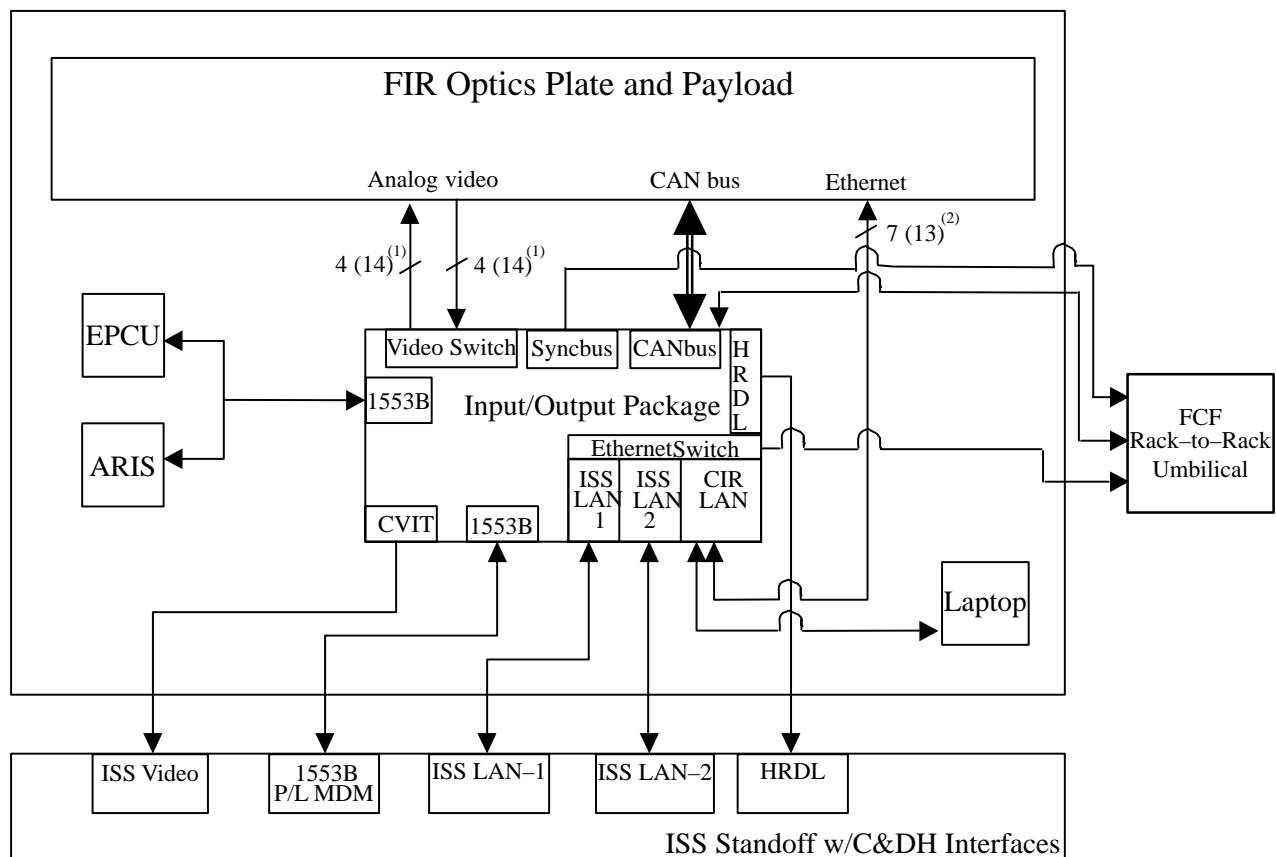 FIR Optics Plate and Payload
Analog video
CAN bus
Ethernet
4 (14)(1)
4 (14)(1)
7 (13)(2)
EPCU
ARIS
Video Switch
Syncbus
CANbus
H
R
D
L
1553B
Input/Output Package
EthernetSwitch
ISS
LAN
1
ISS
LAN
2
CIR
LAN
CVIT
1553B
FCF
Rack–to–Rack
Umbilical
Laptop
ISS Video
1553B
P/L MDM
ISS LAN–1
ISS LAN–2
HRDL
ISS Standoff w/C&DH Interfaces